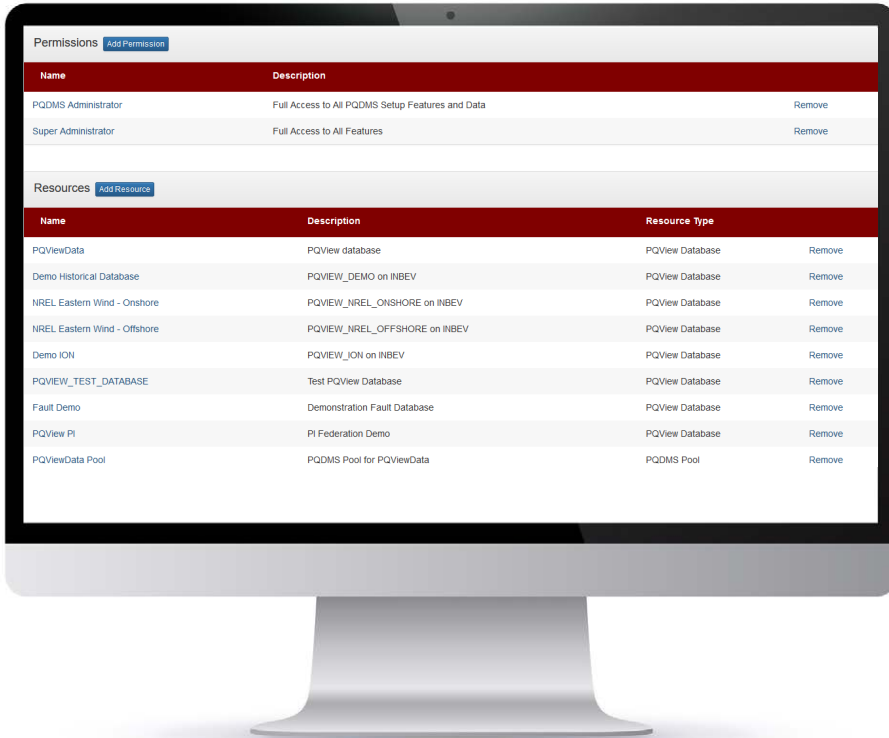 Permissions Add Permission
Name Description
PQDMS Administrator Full Access to All PQDMS Setup Features and Data Remove
Super Administrator Full Access to All Features Remove
Resources Add Resource
Name Description Resource Type
PQViewData PQView database PQView Database Remove
Demo Historical Database PQVIEW_DEMO on INBEV PQView Database Remove
NREL Eastern Wind - Onshore PQVIEW_NREL_ONSHORE on INBEV PQView Database Remove
NREL Eastern Wind - Offshore PQVIEW_NREL_OFFSHORE on INBEV PQView Database Remove
Demo ION PQVIEW_ION on INBEV PQView Database Remove
PQVIEW_TEST_DATABASE Test PQView Database PQView Database Remove
Fault Demo Demonstration Fault Database PQView Database Remove
PQView PI PI Federation Demo PQView Database Remove
PQViewData Pool PQDMS Pool for PQViewData PQDMS Pool Remove